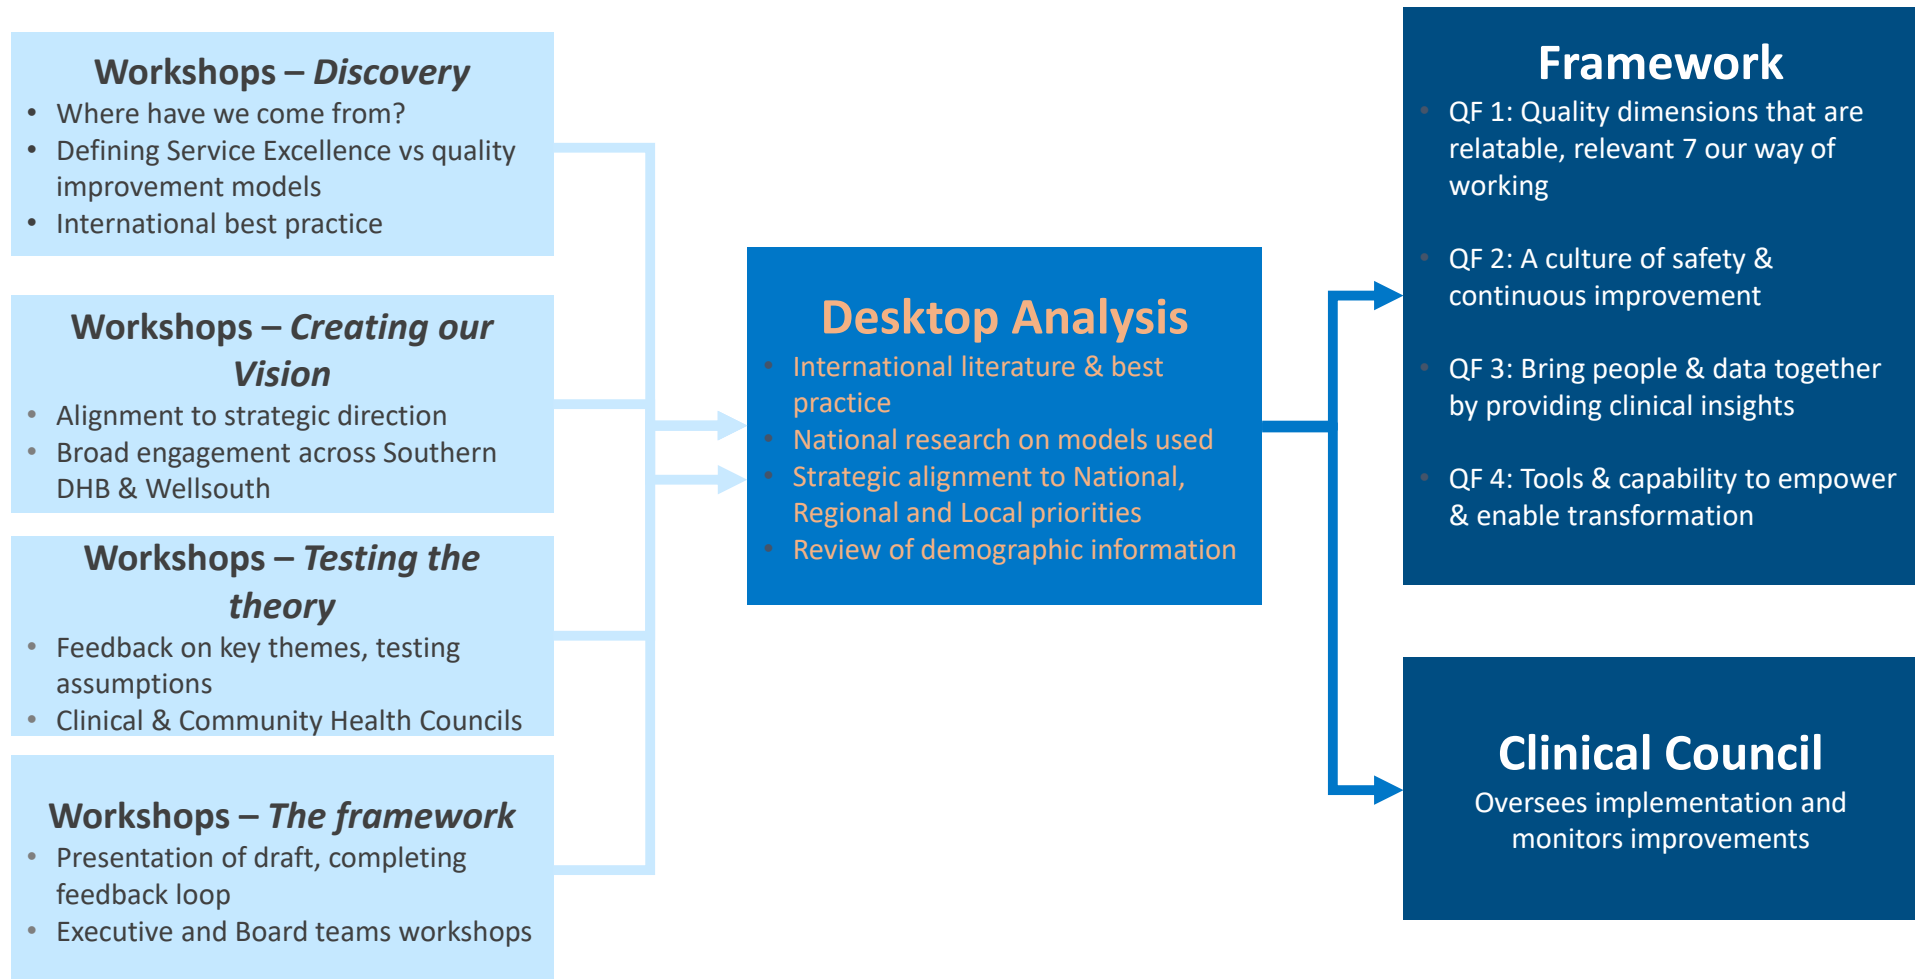 Workshops – Discovery
• Where have we come from?
• Defining Service Excellence vs quality
improvement models
• International best practice
Workshops – Creating our
Vision
• Alignment to strategic direction
• Broad engagement across Southern
DHB & Wellsouth
Workshops – Testing the
theory
• Feedback on key themes, testing
assumptions
• Clinical & Community Health Councils
Workshops – The framework
• Presentation of draft, completing
feedback loop
• Executive and Board teams workshops
Desktop Analysis
• International literature & best
practice
• National research on models used
• Strategic alignment to National,
Regional and Local priorities
• Review of demographic information
Framework
• QF 1: Quality dimensions that are
relatable, relevant 7 our way of
working
• QF 2: A culture of safety &
continuous improvement
• QF 3: Bring people & data together
by providing clinical insights
• QF 4: Tools & capability to empower
& enable transformation
Clinical Council
Oversees implementation and
monitors improvements